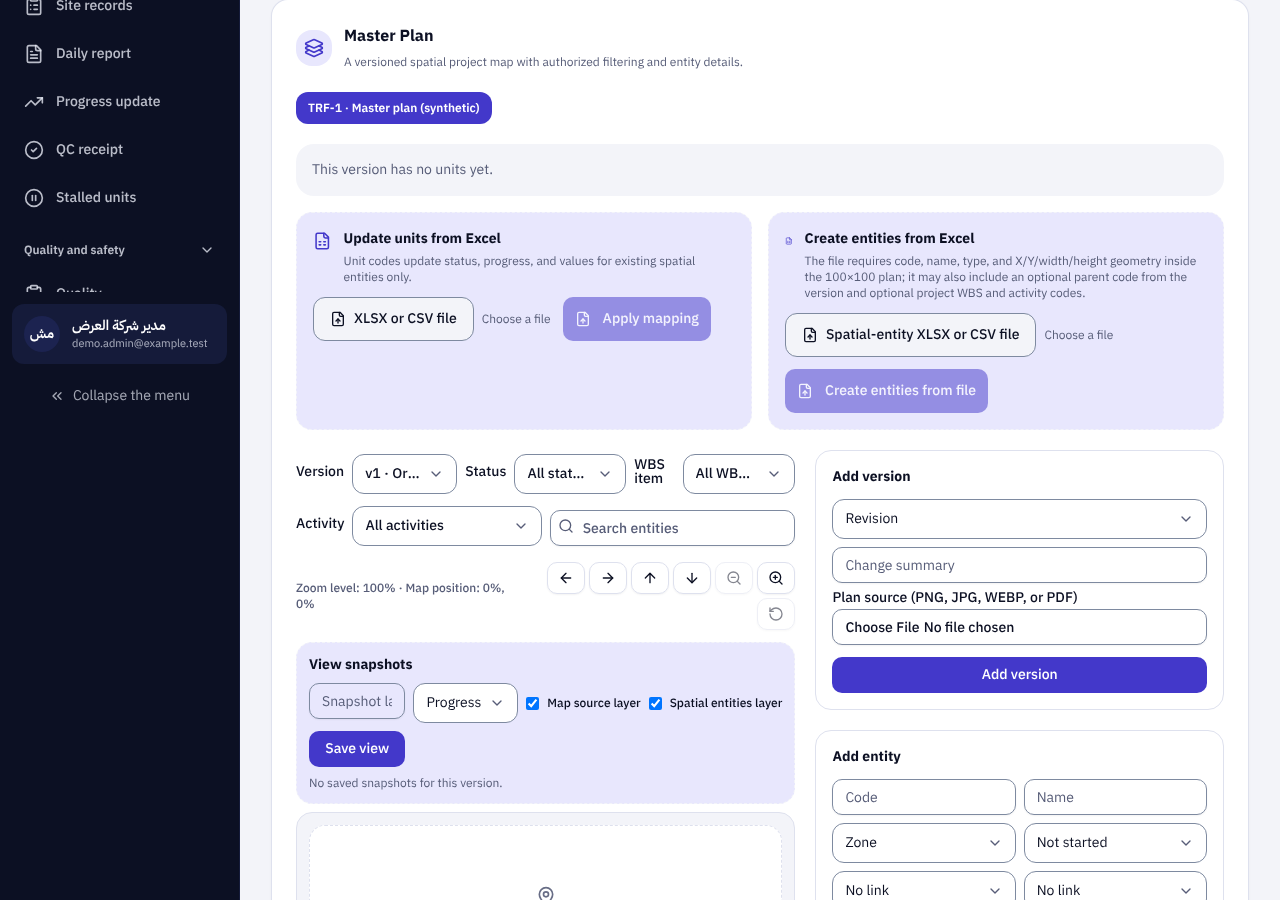 Site records
Daily report
Progress update
QC receipt
Stalled units
Quality and safety
Quality
مش
مدير شركة العرض
demo.admin@example.test
Collapse the menu
Master Plan
A versioned spatial project map with authorized filtering and entity details.
TRF-1 · Master plan (synthetic)
This version has no units yet.
Update units from Excel
Unit codes update status, progress, and values for existing spatial
entities only.
XLSX or CSV file
Choose a file
Apply mapping
Create entities from Excel
The file requires code, name, type, and X/Y/width/height geometry inside
the 100×100 plan; it may also include an optional parent code from the
version and optional project WBS and activity codes.
Spatial-entity XLSX or CSV file
Choose a file
Create entities from file
Version
v1 · Or...
Status
All stat...
WBS
item
All WB...
Activity
All activities
Search entities
Zoom level: 100% · Map position: 0%,
0%
View snapshots
Snapshot la
Progress
Map source layer
Spatial entities layer
Save view
No saved snapshots for this version.
Add version
Revision
Change summary
Plan source (PNG, JPG, WEBP, or PDF)
Choose File No file chosen
Add version
Add entity
Code
Name
Zone
Not started
No link
No link